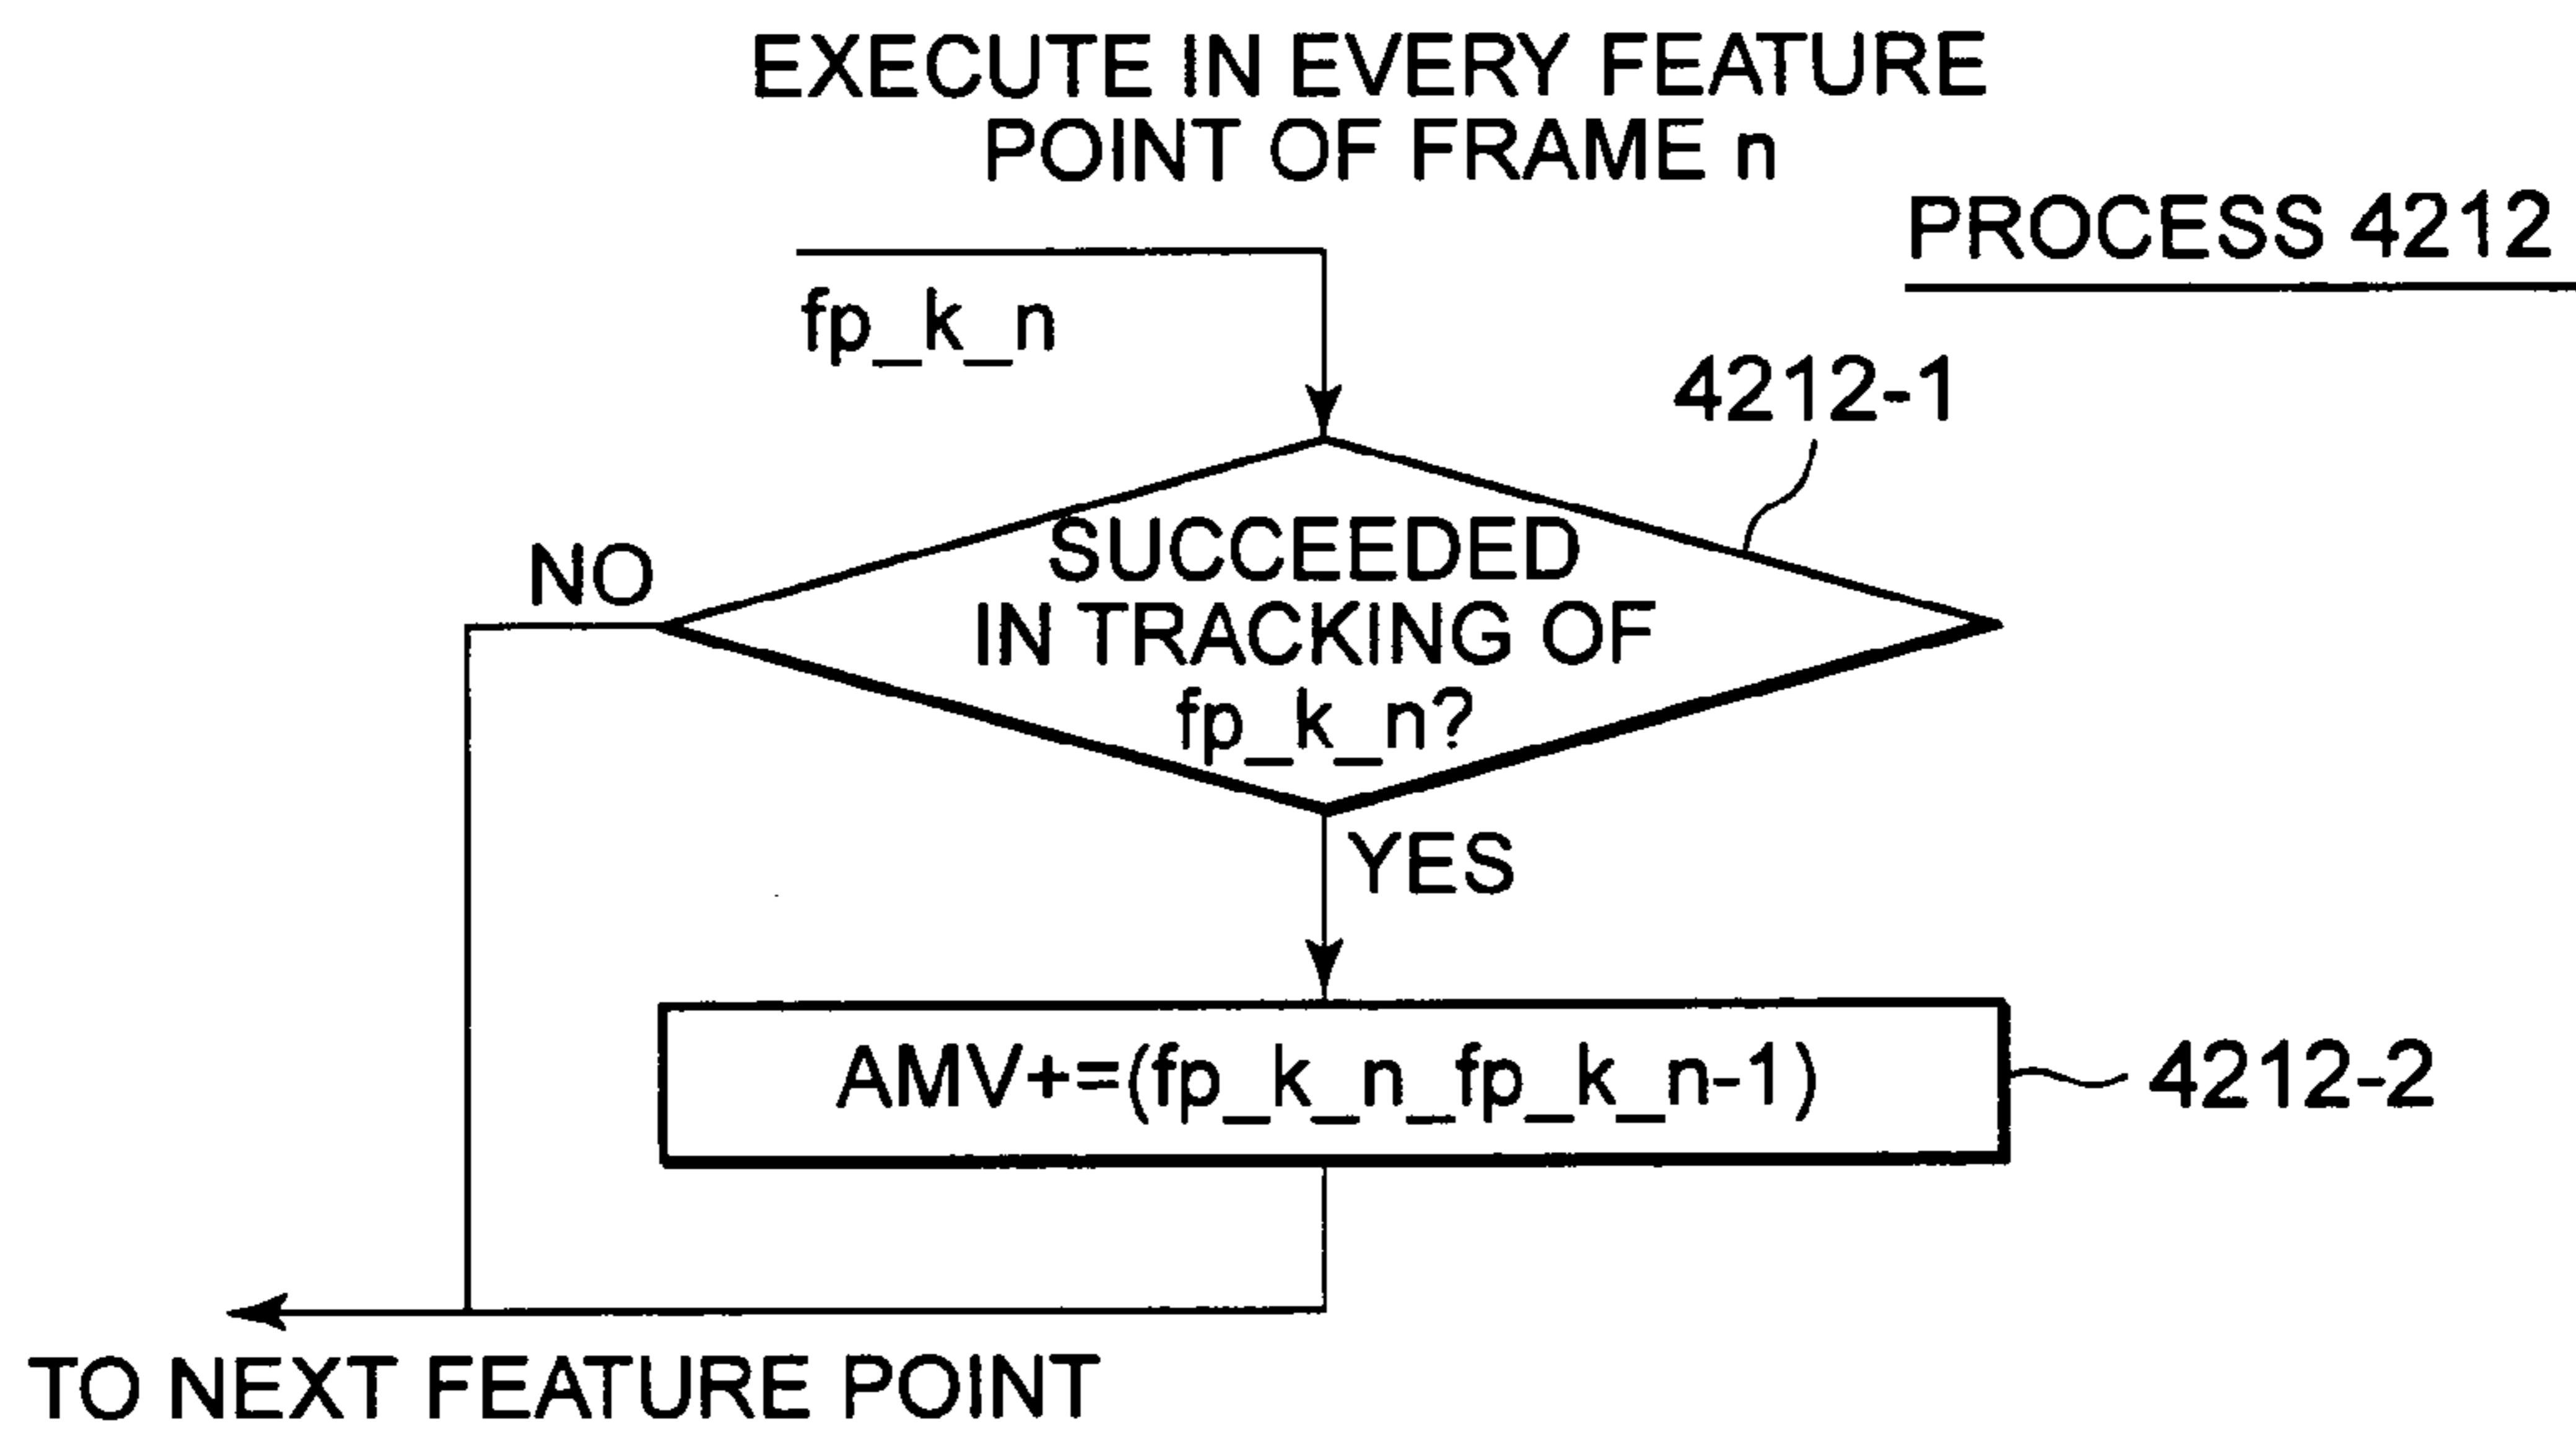 EXECUTE IN EVERY FEATURE
POINT OF FRAME n
PROCESS 4212
fp_k_n
4212-1
NO
SUCCEEDED
IN TRACKING OF
fp_k_n?
YES
AMV+=(fp_k_n_fp_k_n-1)
4212-2
TO NEXT FEATURE POINT